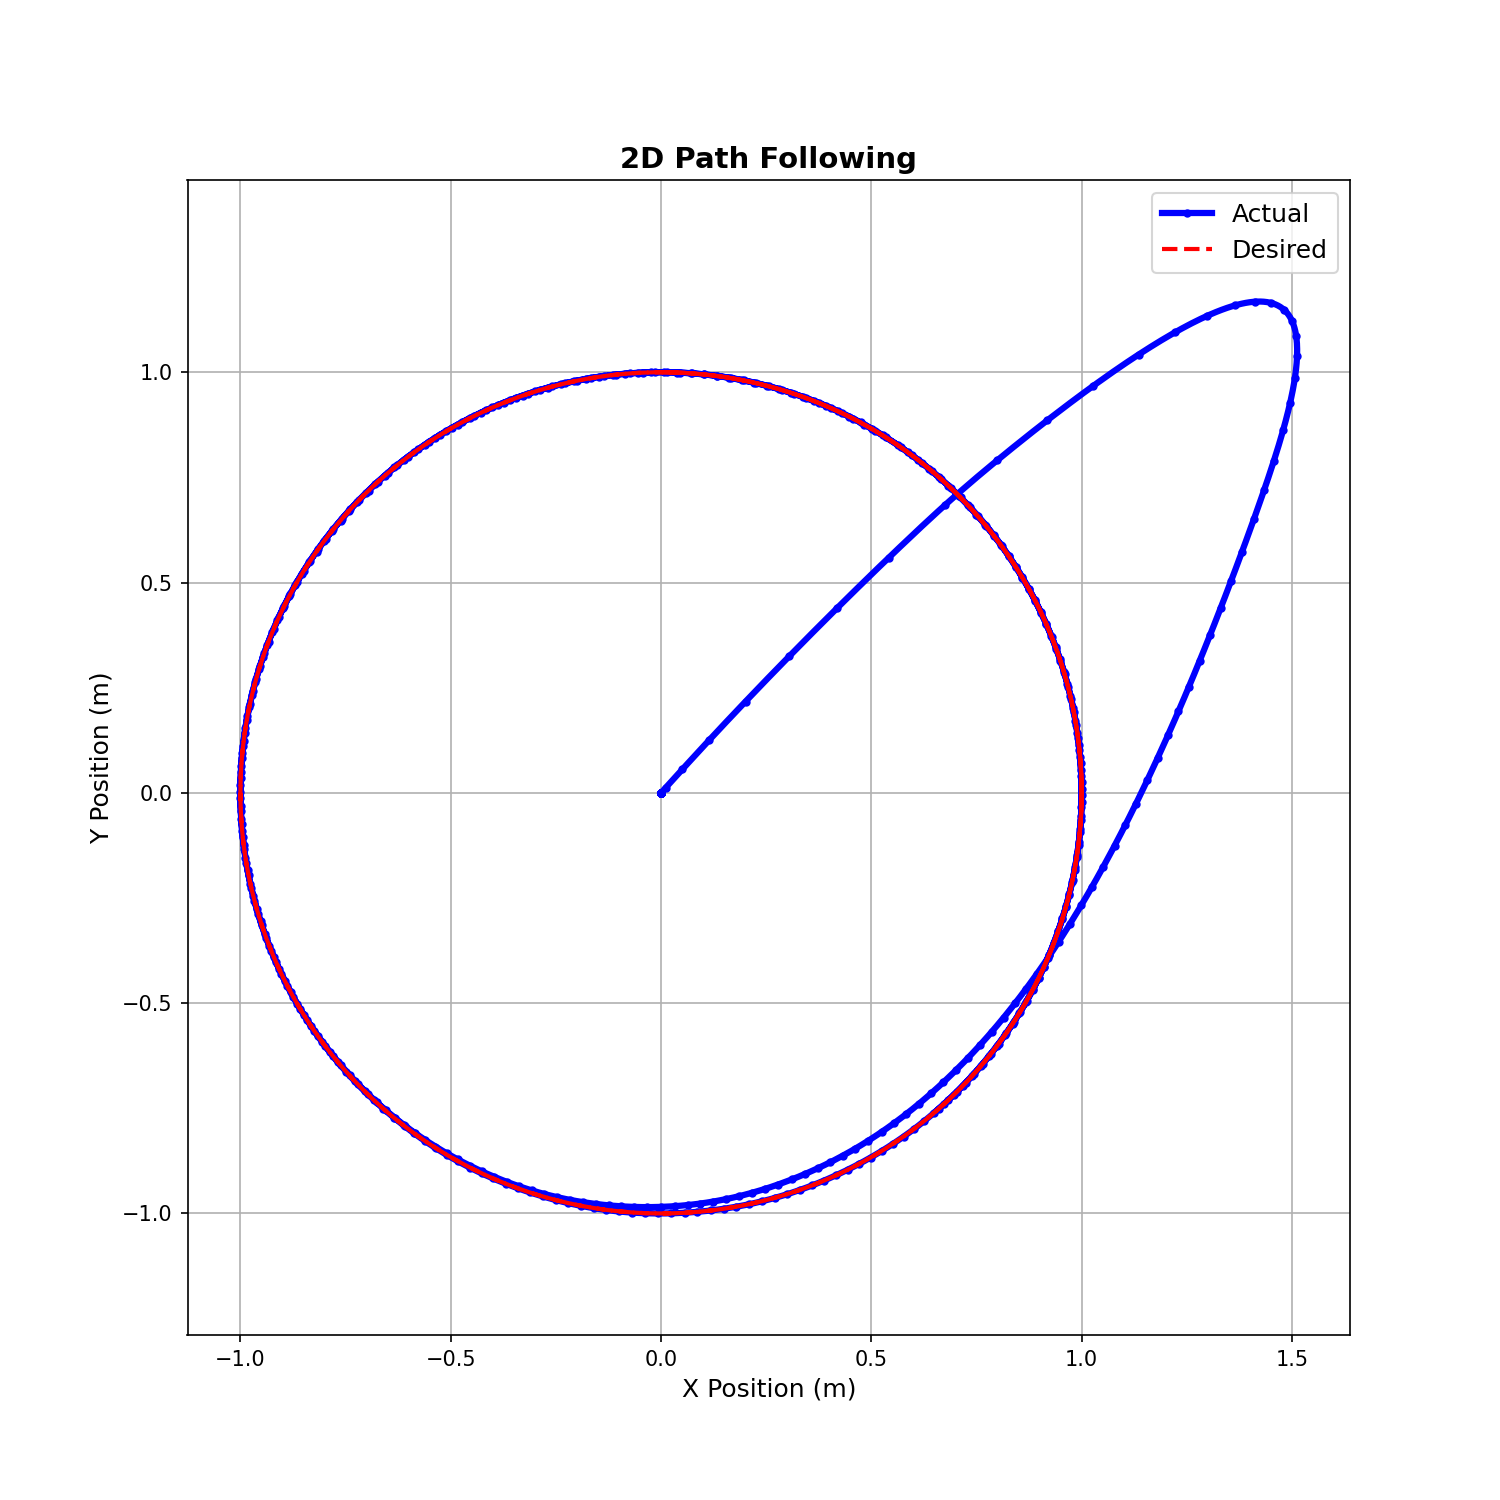 2D Path Following
Actual
Desired
1.0
0.5
0.0
−0.5
−1.0
Y Position (m)
−1.0 −0.5 0.0 0.5 1.0 1.5
X Position (m)